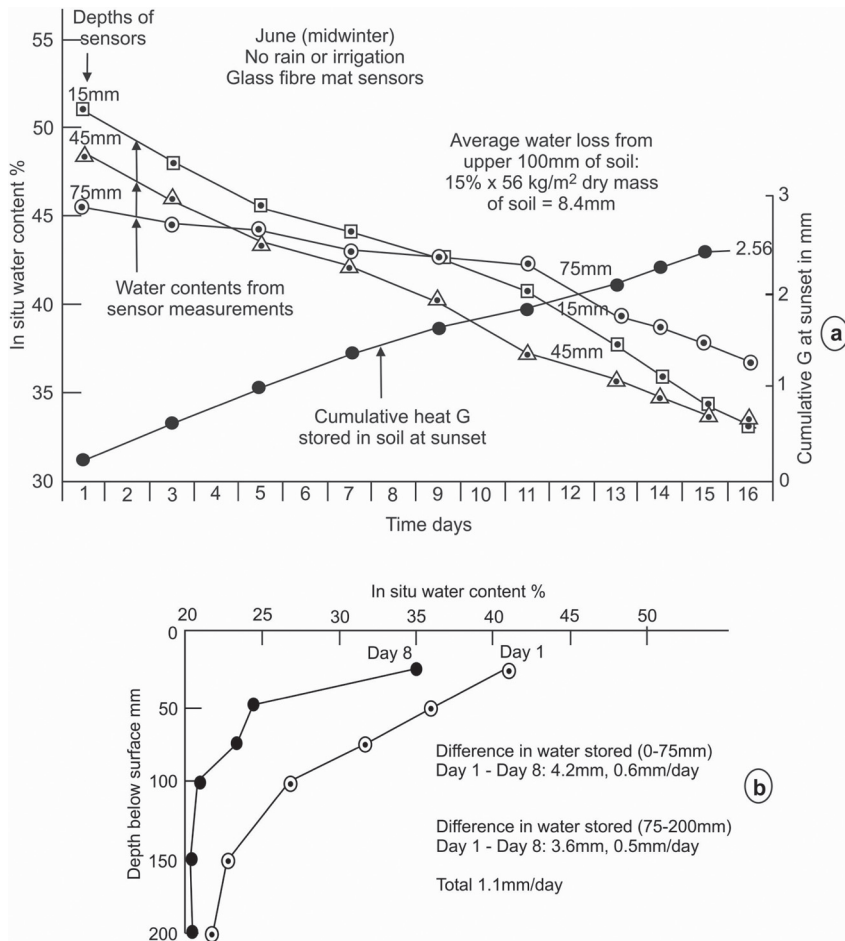 Depths of
sensors
June (midwinter)
No rain or irrigation
Glass fibre mat sensors
55
50
45
40
35
30
In situ water content %
15mm
45mm
75mm
Average water loss from
upper 100mm of soil:
15% x 56 kg/m² dry mass
of soil = 8.4mm
Water contents from
sensor measurements
Cumulative heat G
stored in soil at sunset
75mm
15mm
45mm
2.56
3
2
1
0
Cumulative G at sunset in mm
a
1 2 3 4 5 6 7 8 9 10 11 12 13 14 15 16
Time days
In situ water content %
20 25 30 35 40 45 50
0
50
100
150
200
Depth below surface mm
Day 8
Day 1
Difference in water stored (0-75mm)
Day 1 - Day 8: 4.2mm, 0.6mm/day
Difference in water stored (75-200mm)
Day 1 - Day 8: 3.6mm, 0.5mm/day
Total 1.1mm/day
b